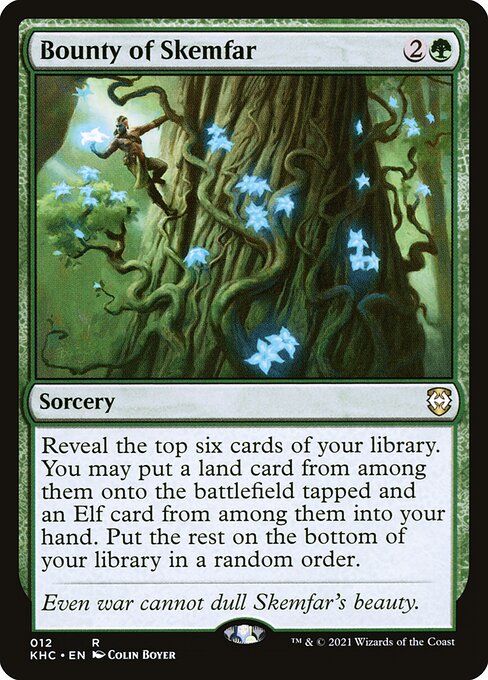 Bounty of Skemfar 2
Sorcery
Reveal the top six cards of your library.
You may put a land card from among
them onto the battlefield tapped and
an Elf card from among them into your
hand. Put the rest on the bottom of
your library in a random order.
Even war cannot dull Skemfar's beauty.
012 R
KHC • EN Colin Boyer
™ & © 2021 Wizards of the Coast